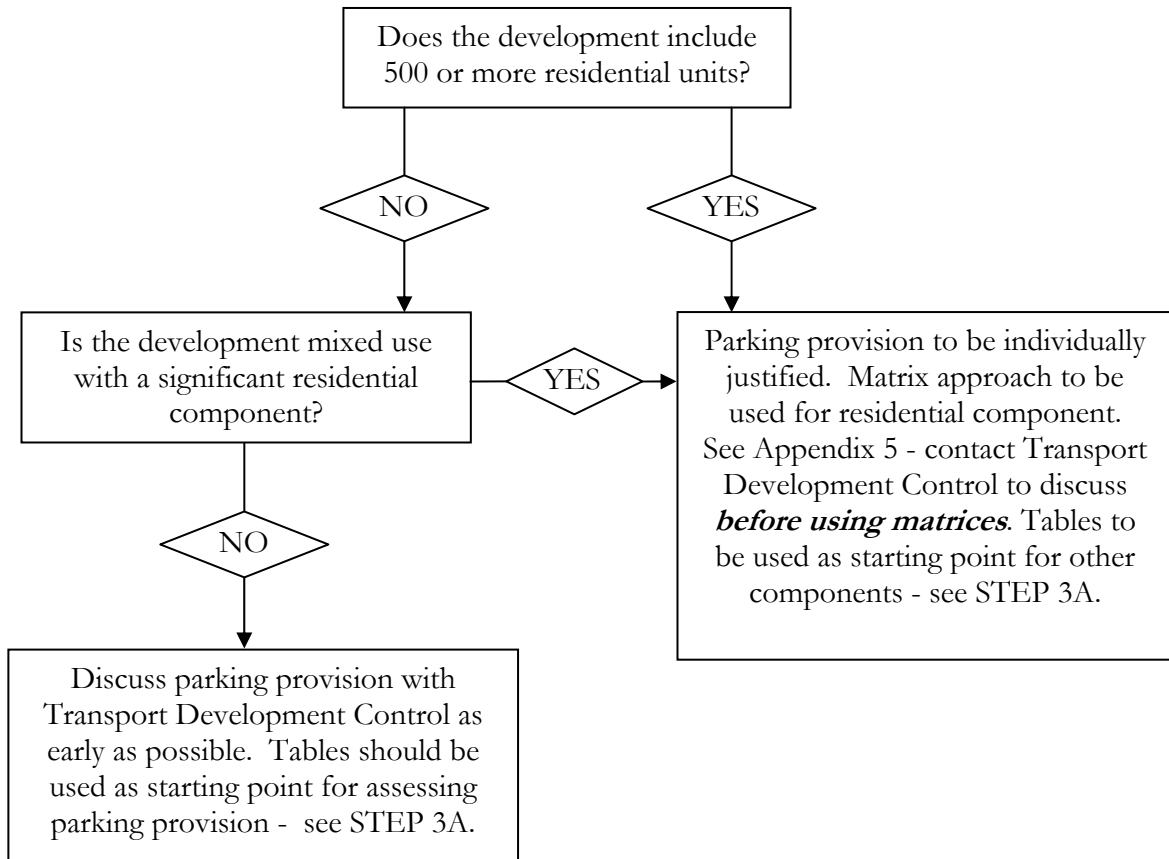 Does the development include
500 or more residential units?
NO
YES
Is the development mixed use
with a significant residential
component?
YES
Parking provision to be individually
justified.  Matrix approach to be
used for residential component.
See Appendix 5 - contact Transport
Development Control to discuss
before using matrices. Tables to
be used as starting point for other
components - see STEP 3A.
NO
Discuss parking provision with
Transport Development Control as
early as possible.  Tables should be
used as starting point for assessing
parking provision -  see STEP 3A.